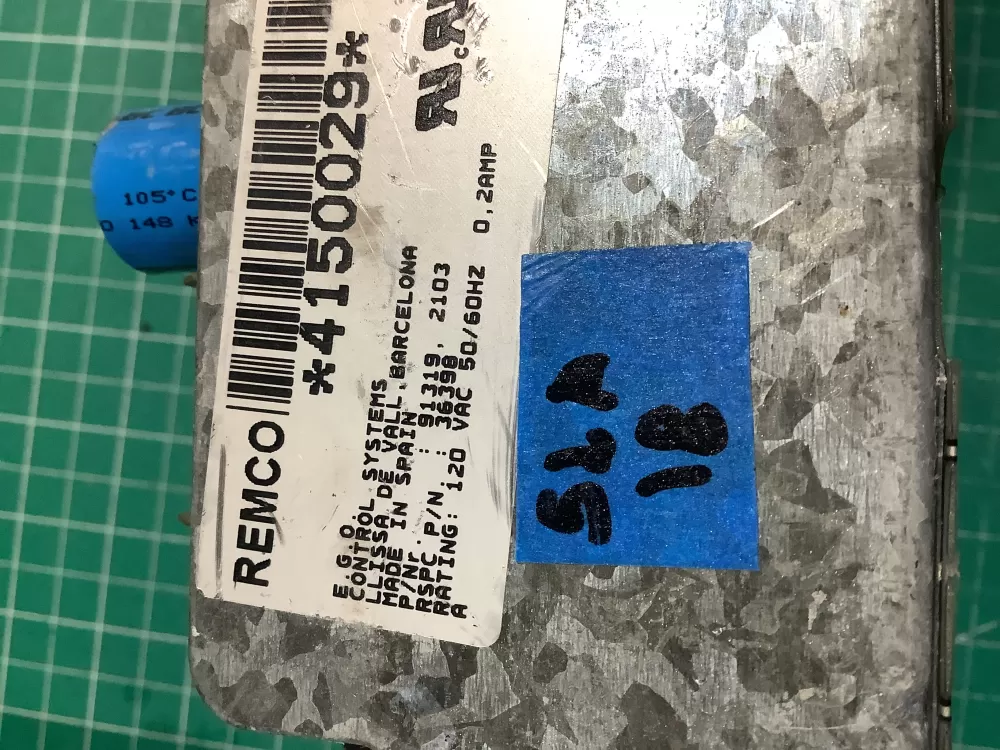 REMCO
*4150029*
E.G.O.
CONTROL SYSTEMS
LLISSA DE VALL, BARCELONA
MADE IN SPAIN
P/Nr. : 91319, 2103
RSPC P/N : 36398
RATING: 120 VAC 50/60HZ 0,2AMP
A
105°C
148
SLA
18